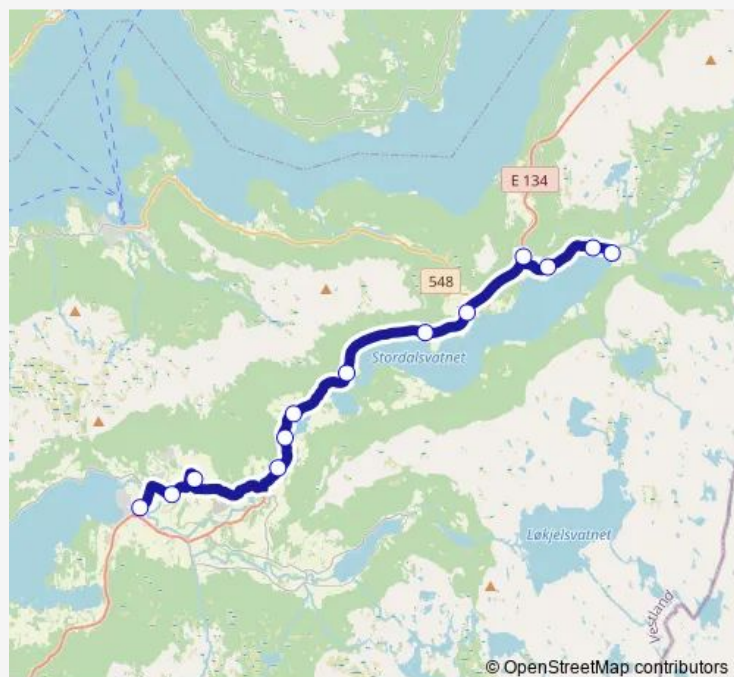 E 134
548
Stordalsvatnet
Løkjelsvatnet
Vestland
© OpenStreetMap contributors